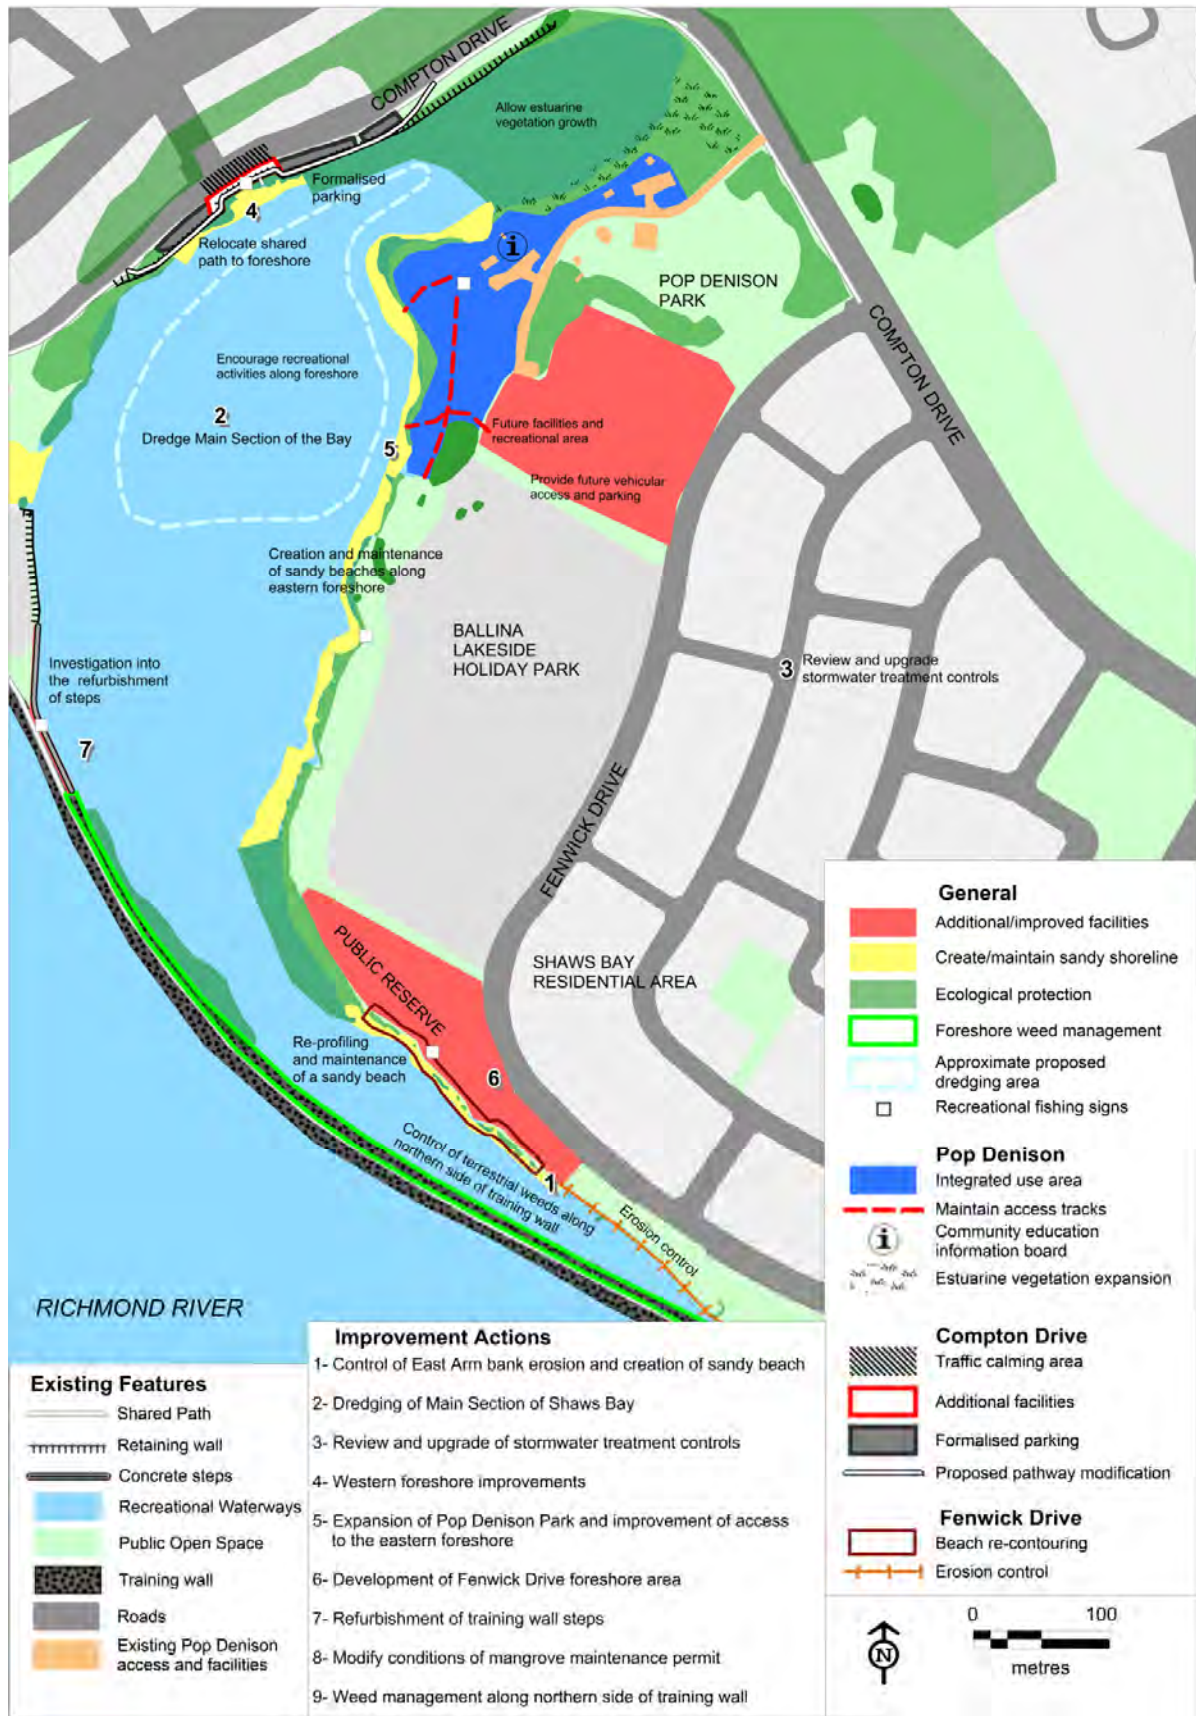 COMPTON DRIVE
Allow estuarine
vegetation growth
Formalised
parking
4
Relocate shared
path to foreshore
i
POP DENISON
PARK
COMPTON DRIVE
Encourage recreational
activities along foreshore
2
Dredge Main Section of the Bay
5
Future facilities and
recreational area
Provide future vehicular
access and parking
Creation and maintenance
of sandy beaches along
eastern foreshore
BALLINA
LAKESIDE
HOLIDAY PARK
3
Review and upgrade
stormwater treatment controls
Investigation into
the refurbishment
of steps
7
FENWICK DRIVE
PUBLIC RESERVE
SHAWS BAY
RESIDENTIAL AREA
Re-profiling
and maintenance
of a sandy beach
6
Control of terrestrial weeds along
northern side of training wall
1
Erosion control
RICHMOND RIVER
General
Additional/improved facilities
Create/maintain sandy shoreline
Ecological protection
Foreshore weed management
Approximate proposed
dredging area
Recreational fishing signs
Pop Denison
Integrated use area
Maintain access tracks
i
Community education
information board
Estuarine vegetation expansion
Compton Drive
Traffic calming area
Additional facilities
Formalised parking
Proposed pathway modification
Fenwick Drive
Beach re-contouring
Erosion control
N
0 100
metres
Existing Features
Shared Path
Retaining wall
Concrete steps
Recreational Waterways
Public Open Space
Training wall
Roads
Existing Pop Denison
access and facilities
Improvement Actions
1- Control of East Arm bank erosion and creation of sandy beach
2- Dredging of Main Section of Shaws Bay
3- Review and upgrade of stormwater treatment controls
4- Western foreshore improvements
5- Expansion of Pop Denison Park and improvement of access
to the eastern foreshore
6- Development of Fenwick Drive foreshore area
7- Refurbishment of training wall steps
8- Modify conditions of mangrove maintenance permit
9- Weed management along northern side of training wall